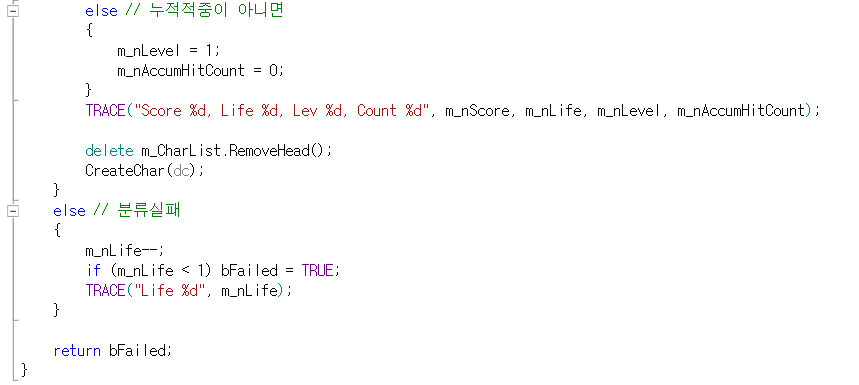 else // 누적적중이 아니면
{
m_nLevel = 1;
m_nAccumHitCount = 0;
}
TRACE("Score %d, Life %d, Lev %d, Count %d", m_nScore, m_nLife, m_nLevel, m_nAccumHitCount);
delete m_CharList.RemoveHead();
CreateChar(dc);
}
else // 분류실패
{
m_nLife--;
if (m_nLife < 1) bFailed = TRUE;
TRACE("Life %d", m_nLife);
}
return bFailed;
}